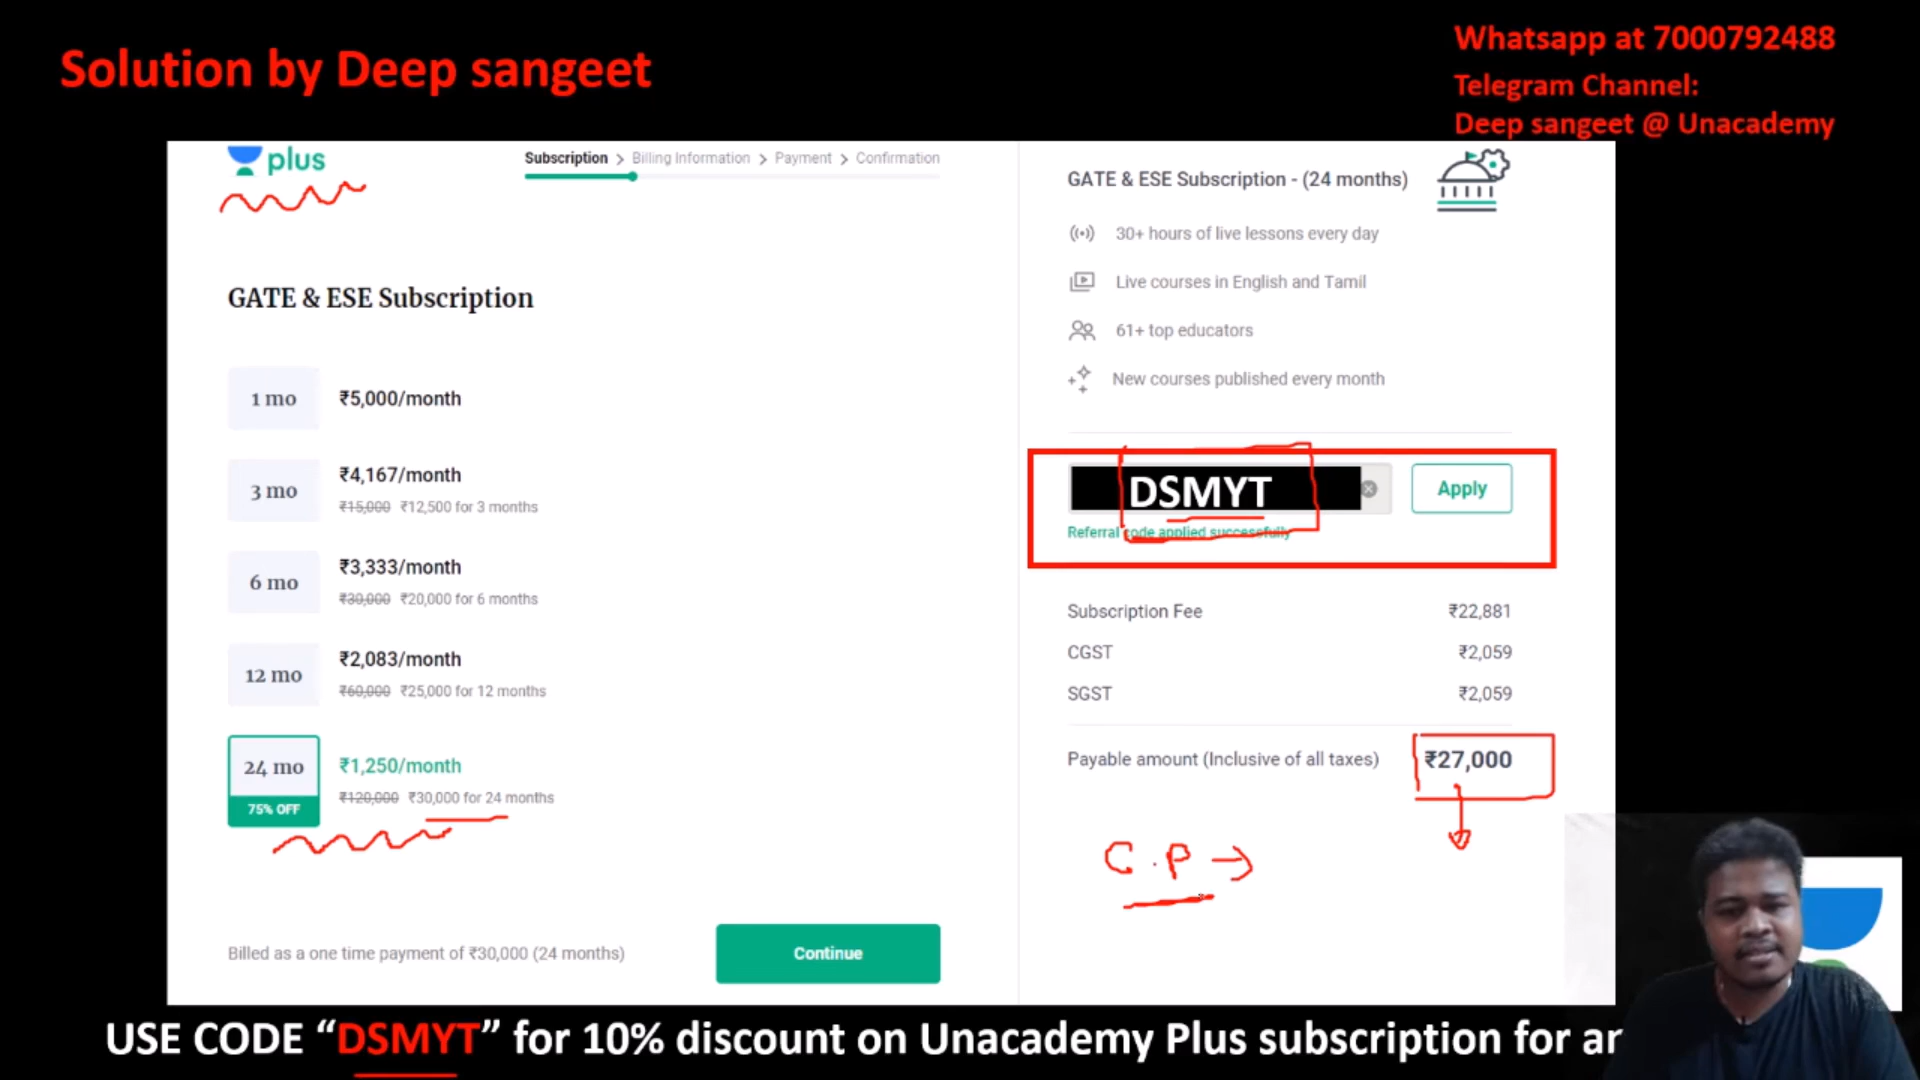 Solution by Deep sangeet
Whatsapp at 7000792488
Telegram Channel:
Deep sangeet @ Unacademy
plus
Subscription > Billing Information > Payment > Confirmation
GATE & ESE Subscription
1 mo ₹5,000/month
3 mo ₹4,167/month
₹15,000 ₹12,500 for 3 months
6 mo ₹3,333/month
₹30,000 ₹20,000 for 6 months
12 mo ₹2,083/month
₹60,000 ₹25,000 for 12 months
24 mo ₹1,250/month
75% OFF ₹120,000 ₹30,000 for 24 months
Billed as a one time payment of ₹30,000 (24 months)
Continue
GATE & ESE Subscription - (24 months)
30+ hours of live lessons every day
Live courses in English and Tamil
61+ top educators
New courses published every month
DSMYT
Apply
Referral code applied successfully
Subscription Fee ₹22,881
CGST ₹2,059
SGST ₹2,059
Payable amount (Inclusive of all taxes) ₹27,000
C.P →
USE CODE “DSMYT” for 10% discount on Unacademy Plus subscription for ar